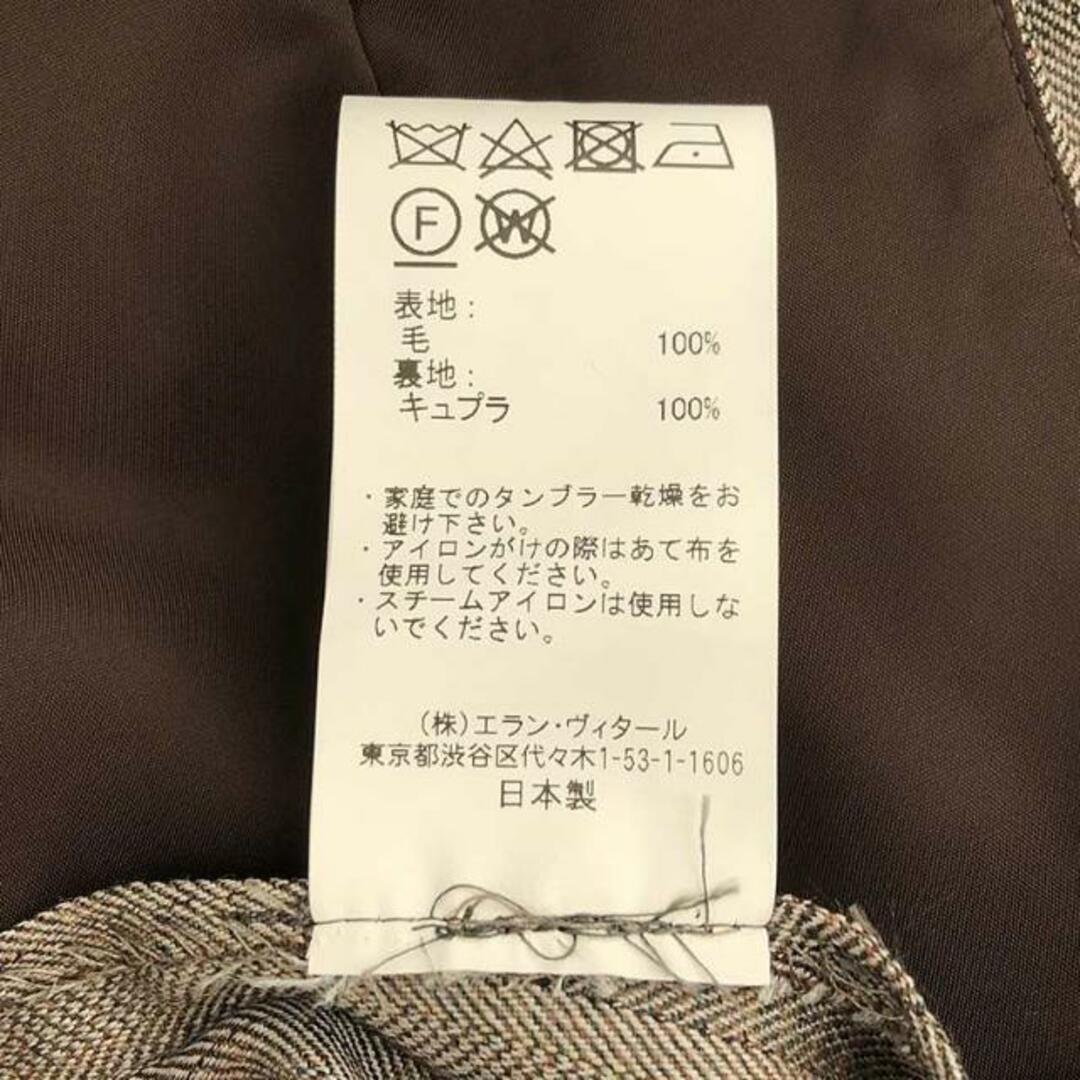 F W
表地:
毛 100%
裏地:
キュプラ 100%
・家庭でのタンブラー乾燥をお
避け下さい。
・アイロンがけの際はあて布を
使用してください。
・スチームアイロンは使用しな
いでください。
(株)エラン・ヴィタール
東京都渋谷区代々木1-53-1-1606
日本製